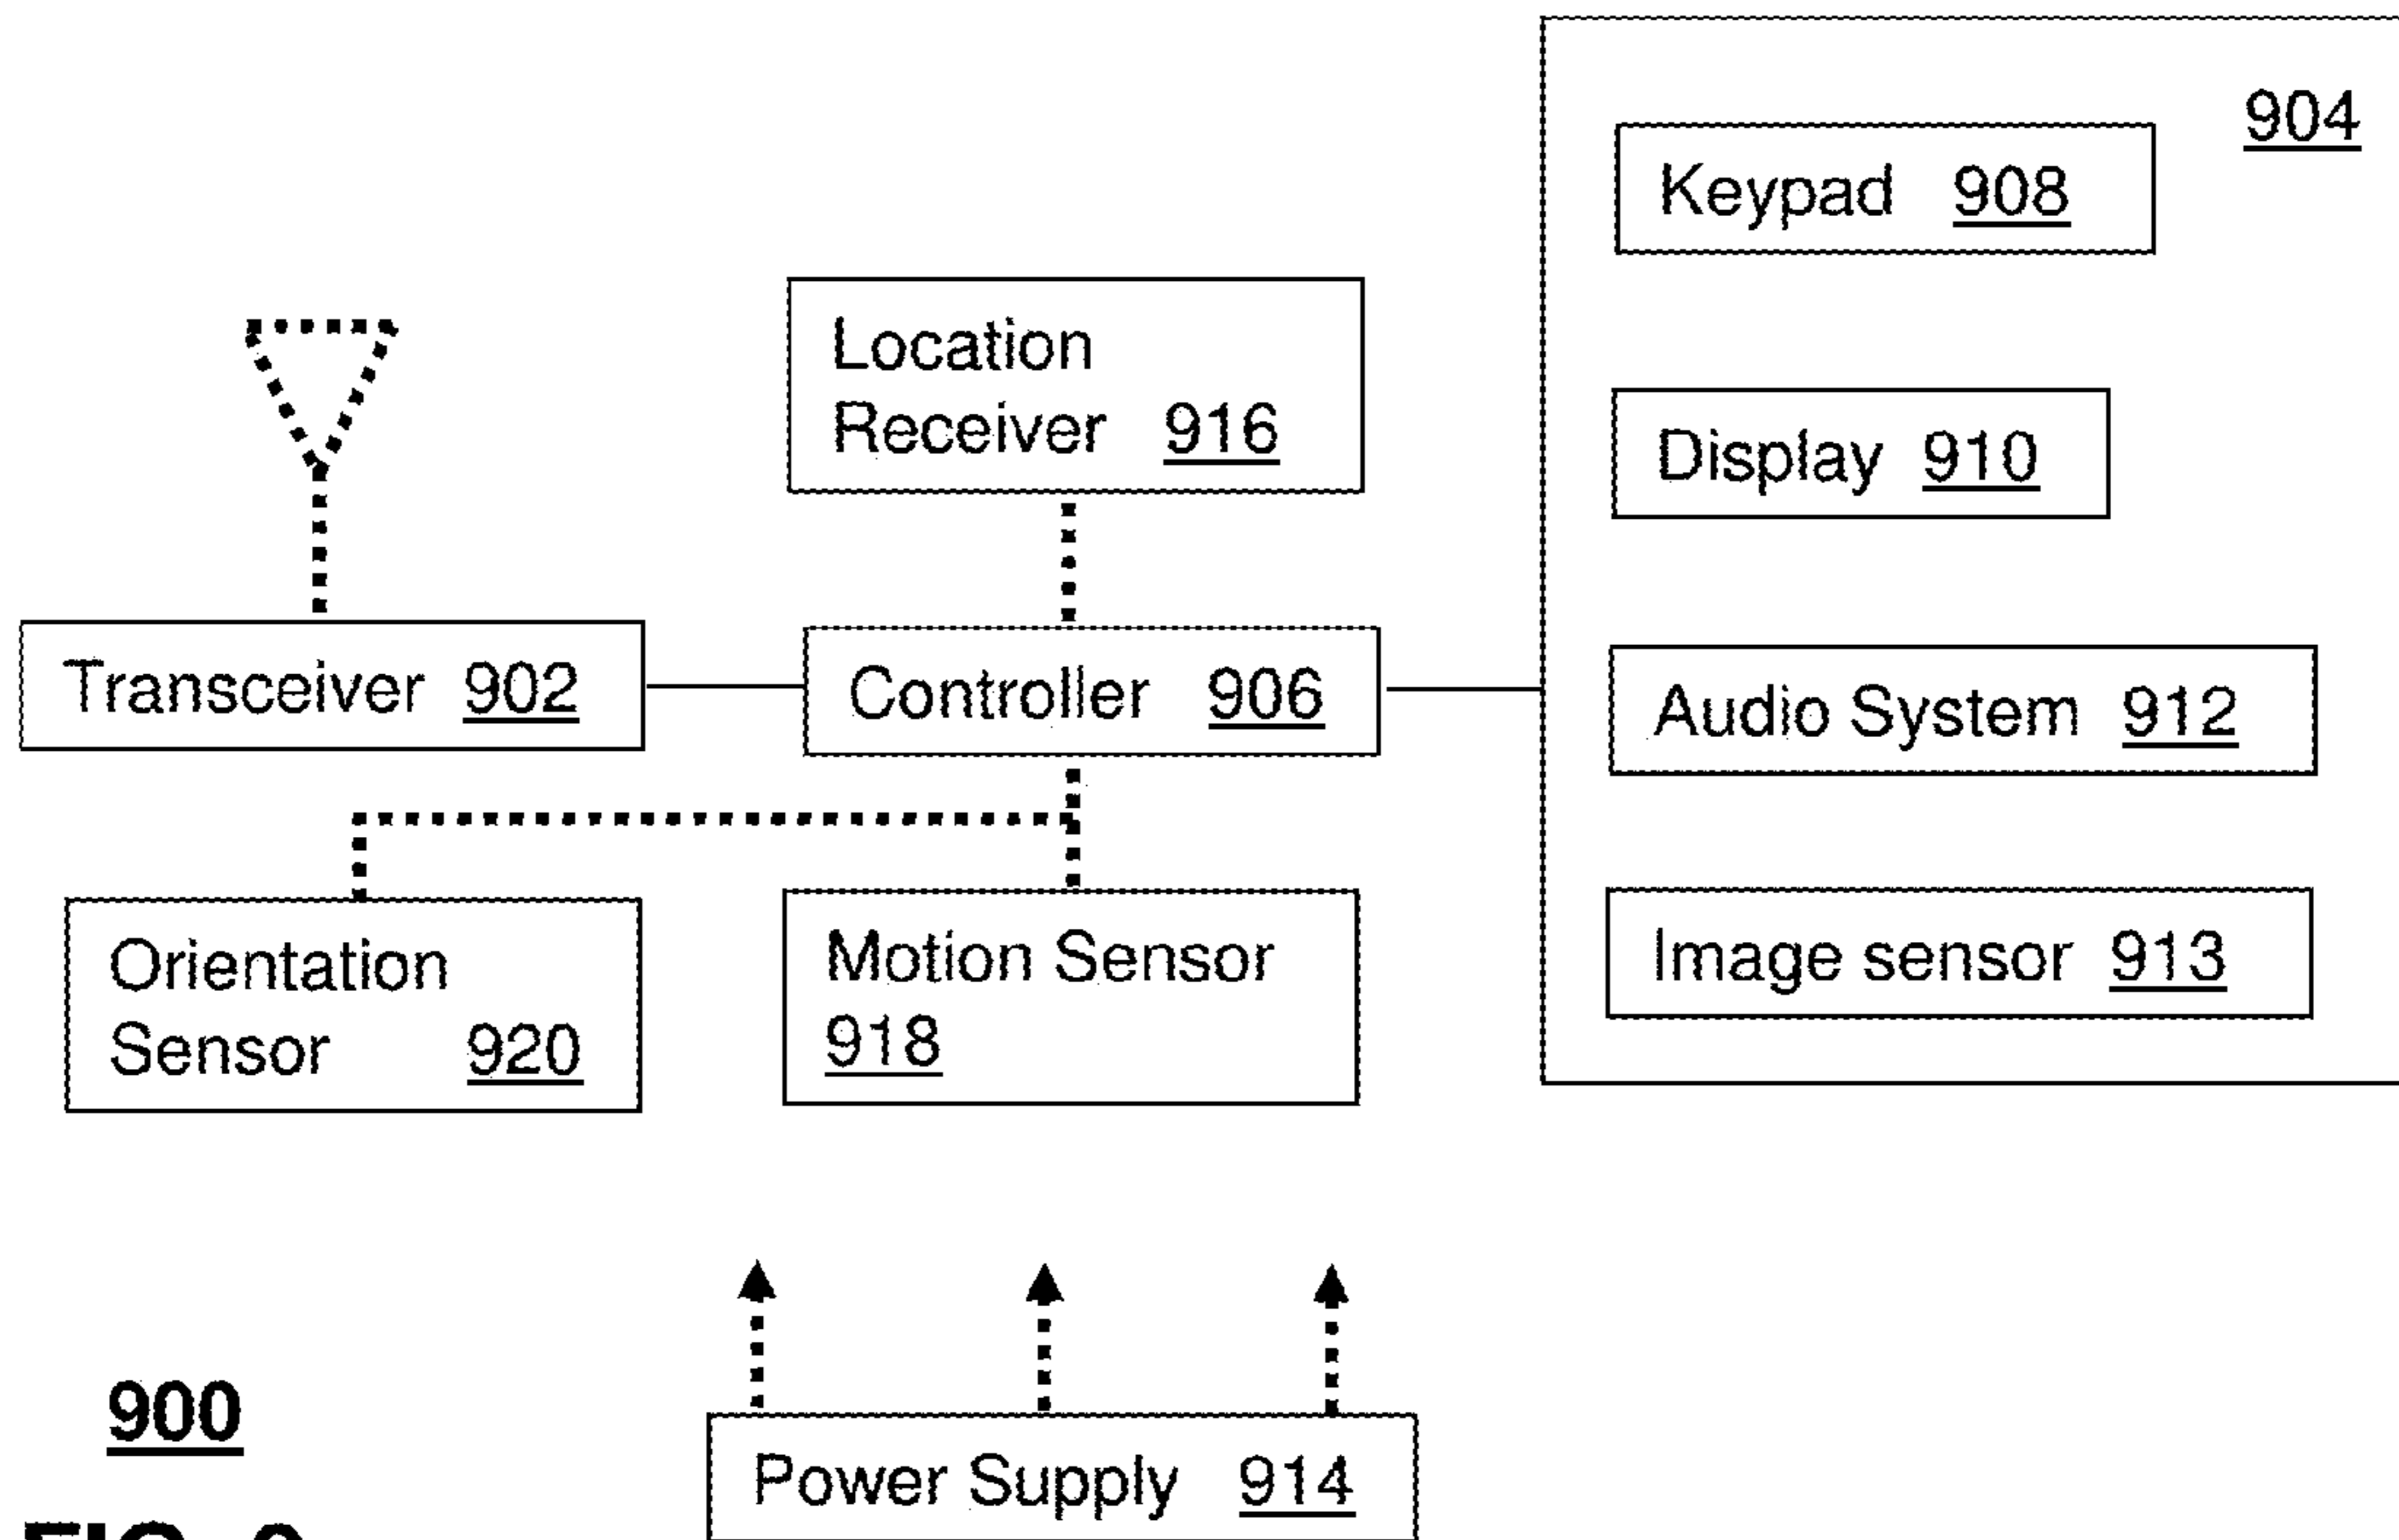 904
Keypad 908
Location
Receiver 916
Display 910
Transceiver 902
Controller 906
Audio System 912
Orientation
Sensor 920
Motion Sensor
918
Image sensor 913
900
Power Supply 914